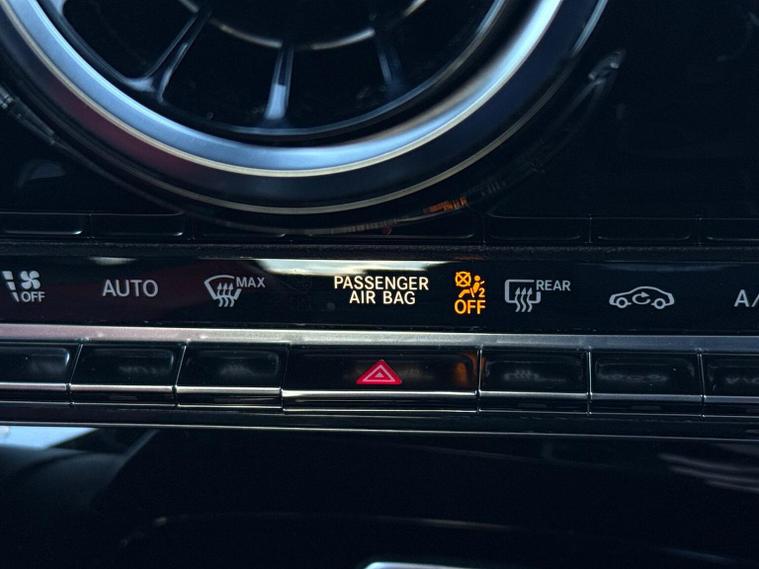 OFF
AUTO
MAX
PASSENGER
AIR BAG
2
OFF
REAR
A/